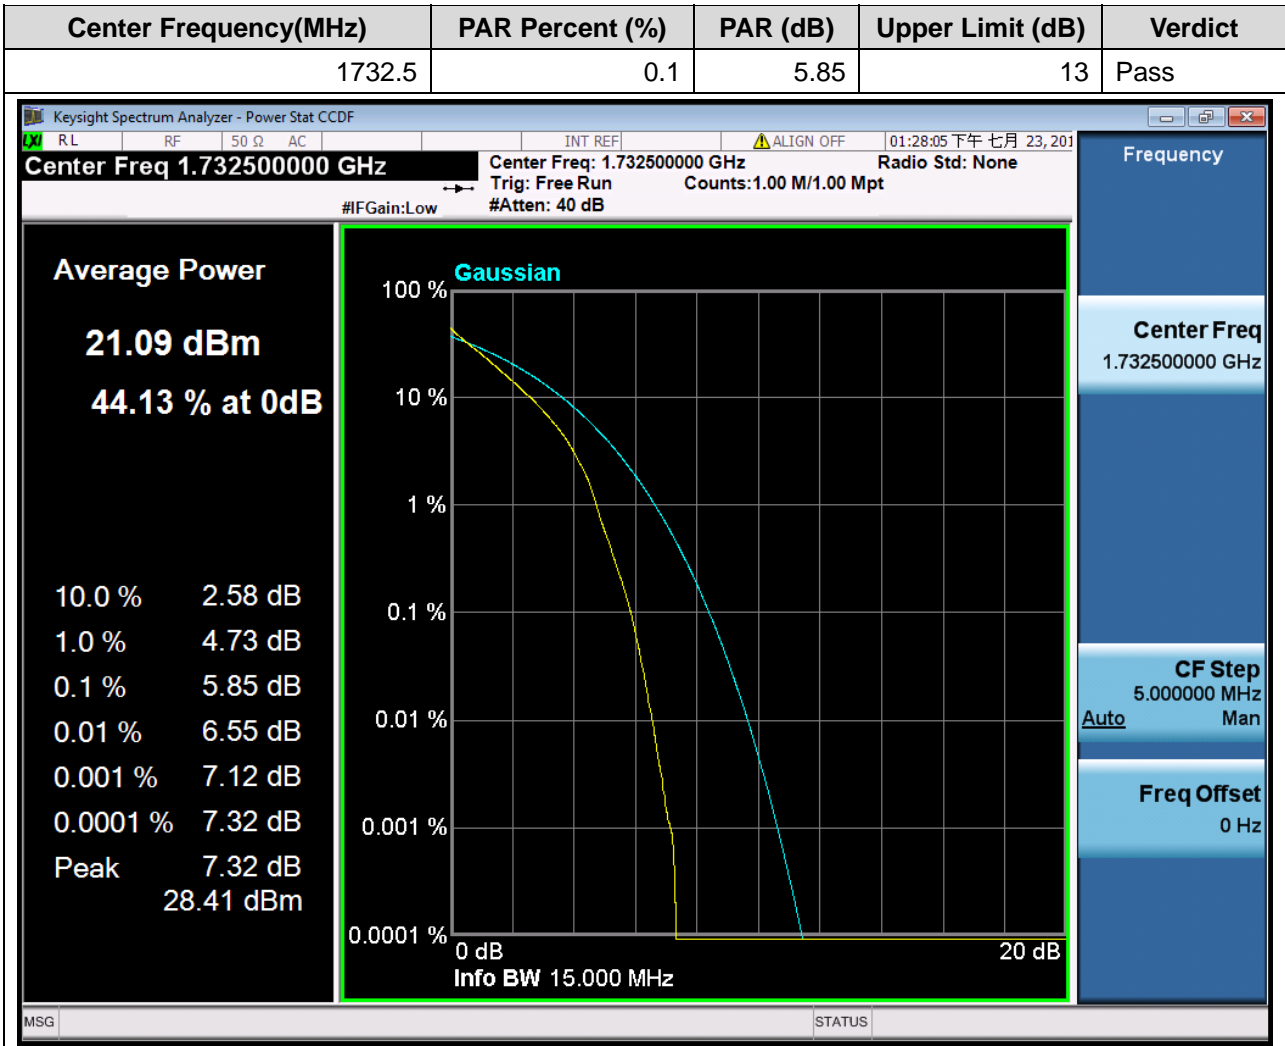 Center Frequency(MHz) PAR Percent (%) PAR (dB) Upper Limit (dB) Verdict
1732.5 0.1 5.85 13 Pass
Keysight Spectrum Analyzer - Power Stat CCDF
LXI RL RF 50 Ω AC INT REF ALIGN OFF 01:28:05 下午 七月 23, 201
Center Freq 1.732500000 GHz
Center Freq: 1.732500000 GHz Radio Std: None
Trig: Free Run Counts:1.00 M/1.00 Mpt
#IFGain:Low #Atten: 40 dB
Frequency
Average Power
21.09 dBm
44.13 % at 0dB
10.0 % 2.58 dB
1.0 % 4.73 dB
0.1 % 5.85 dB
0.01 % 6.55 dB
0.001 % 7.12 dB
0.0001 % 7.32 dB
Peak 7.32 dB
28.41 dBm
Gaussian
100 %
10 %
1 %
0.1 %
0.01 %
0.001 %
0.0001 %
0 dB 20 dB
Info BW 15.000 MHz
Center Freq
1.732500000 GHz
CF Step
5.000000 MHz
Auto Man
Freq Offset
0 Hz
MSG STATUS